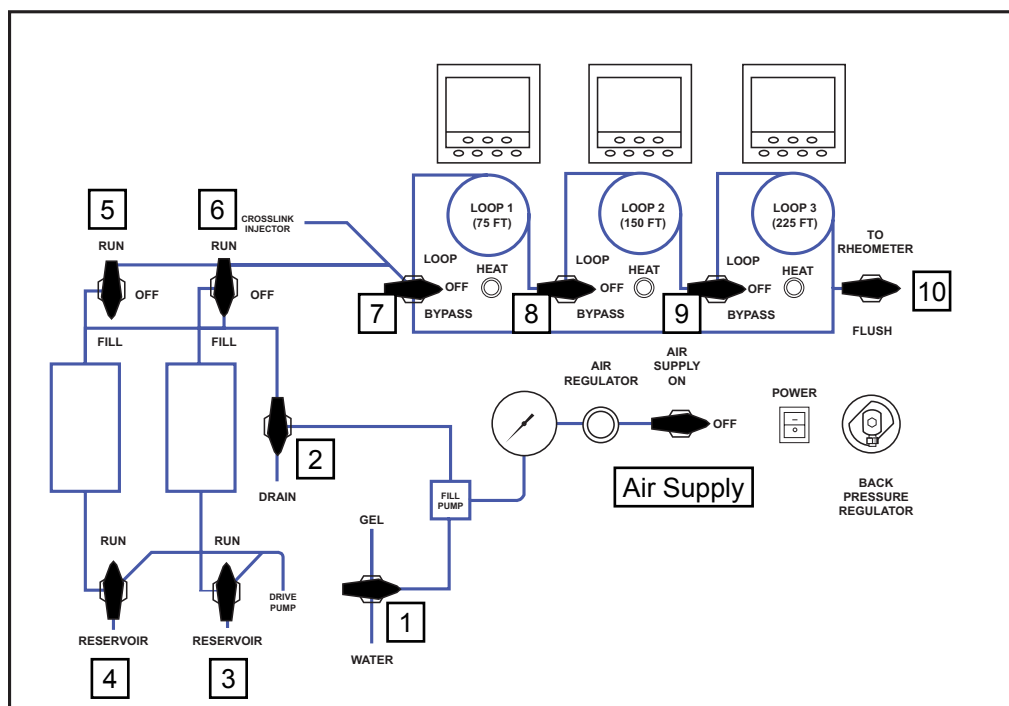 5
6
CROSSLINK
INJECTOR
RUN
RUN
OFF
OFF
FILL
FILL
LOOP 1
(75 FT)
LOOP 2
(150 FT)
LOOP 3
(225 FT)
LOOP
HEAT
OFF
BYPASS
7
LOOP
HEAT
OFF
BYPASS
8
LOOP
HEAT
OFF
BYPASS
9
TO
RHEOMETER
10
FLUSH
AIR
REGULATOR
AIR
SUPPLY
ON
OFF
POWER
Air Supply
BACK
PRESSURE
REGULATOR
2
DRAIN
FILL
PUMP
GEL
1
WATER
RUN
RUN
DRIVE
PUMP
RESERVOIR
RESERVOIR
4
3